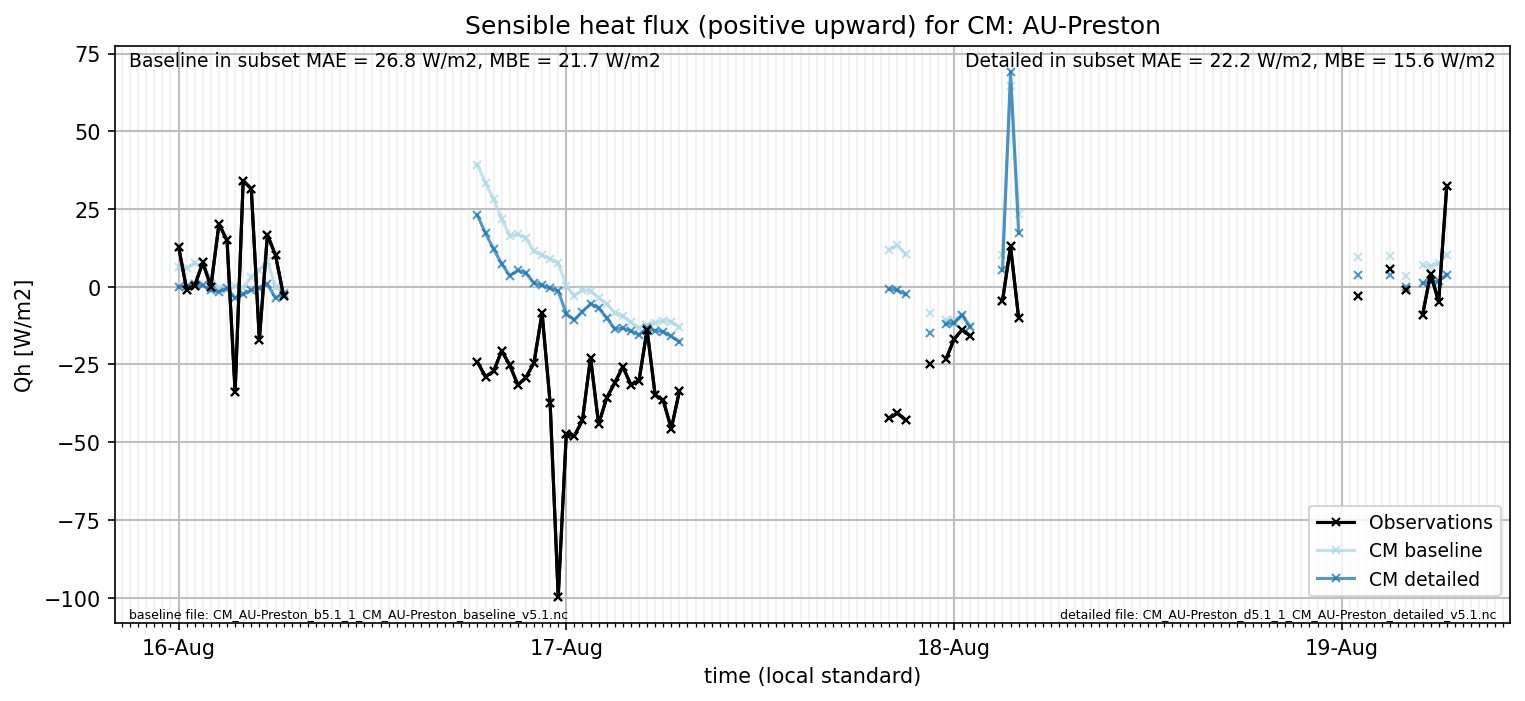 Sensible heat flux (positive upward) for CM: AU-Preston
Baseline in subset MAE = 26.8 W/m2, MBE = 21.7 W/m2
Detailed in subset MAE = 22.2 W/m2, MBE = 15.6 W/m2
75
50
25
0
−25
−50
−75
−100
Qh [W/m2]
Observations
CM baseline
CM detailed
baseline file: CM_AU-Preston_b5.1_1_CM_AU-Preston_baseline_v5.1.nc
detailed file: CM_AU-Preston_d5.1_1_CM_AU-Preston_detailed_v5.1.nc
16-Aug
17-Aug
18-Aug
19-Aug
time (local standard)